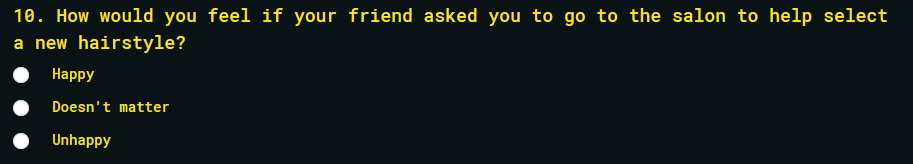 10. How would you feel if your friend asked you to go to the salon to help select
a new hairstyle?
Happy
Doesn't matter
Unhappy